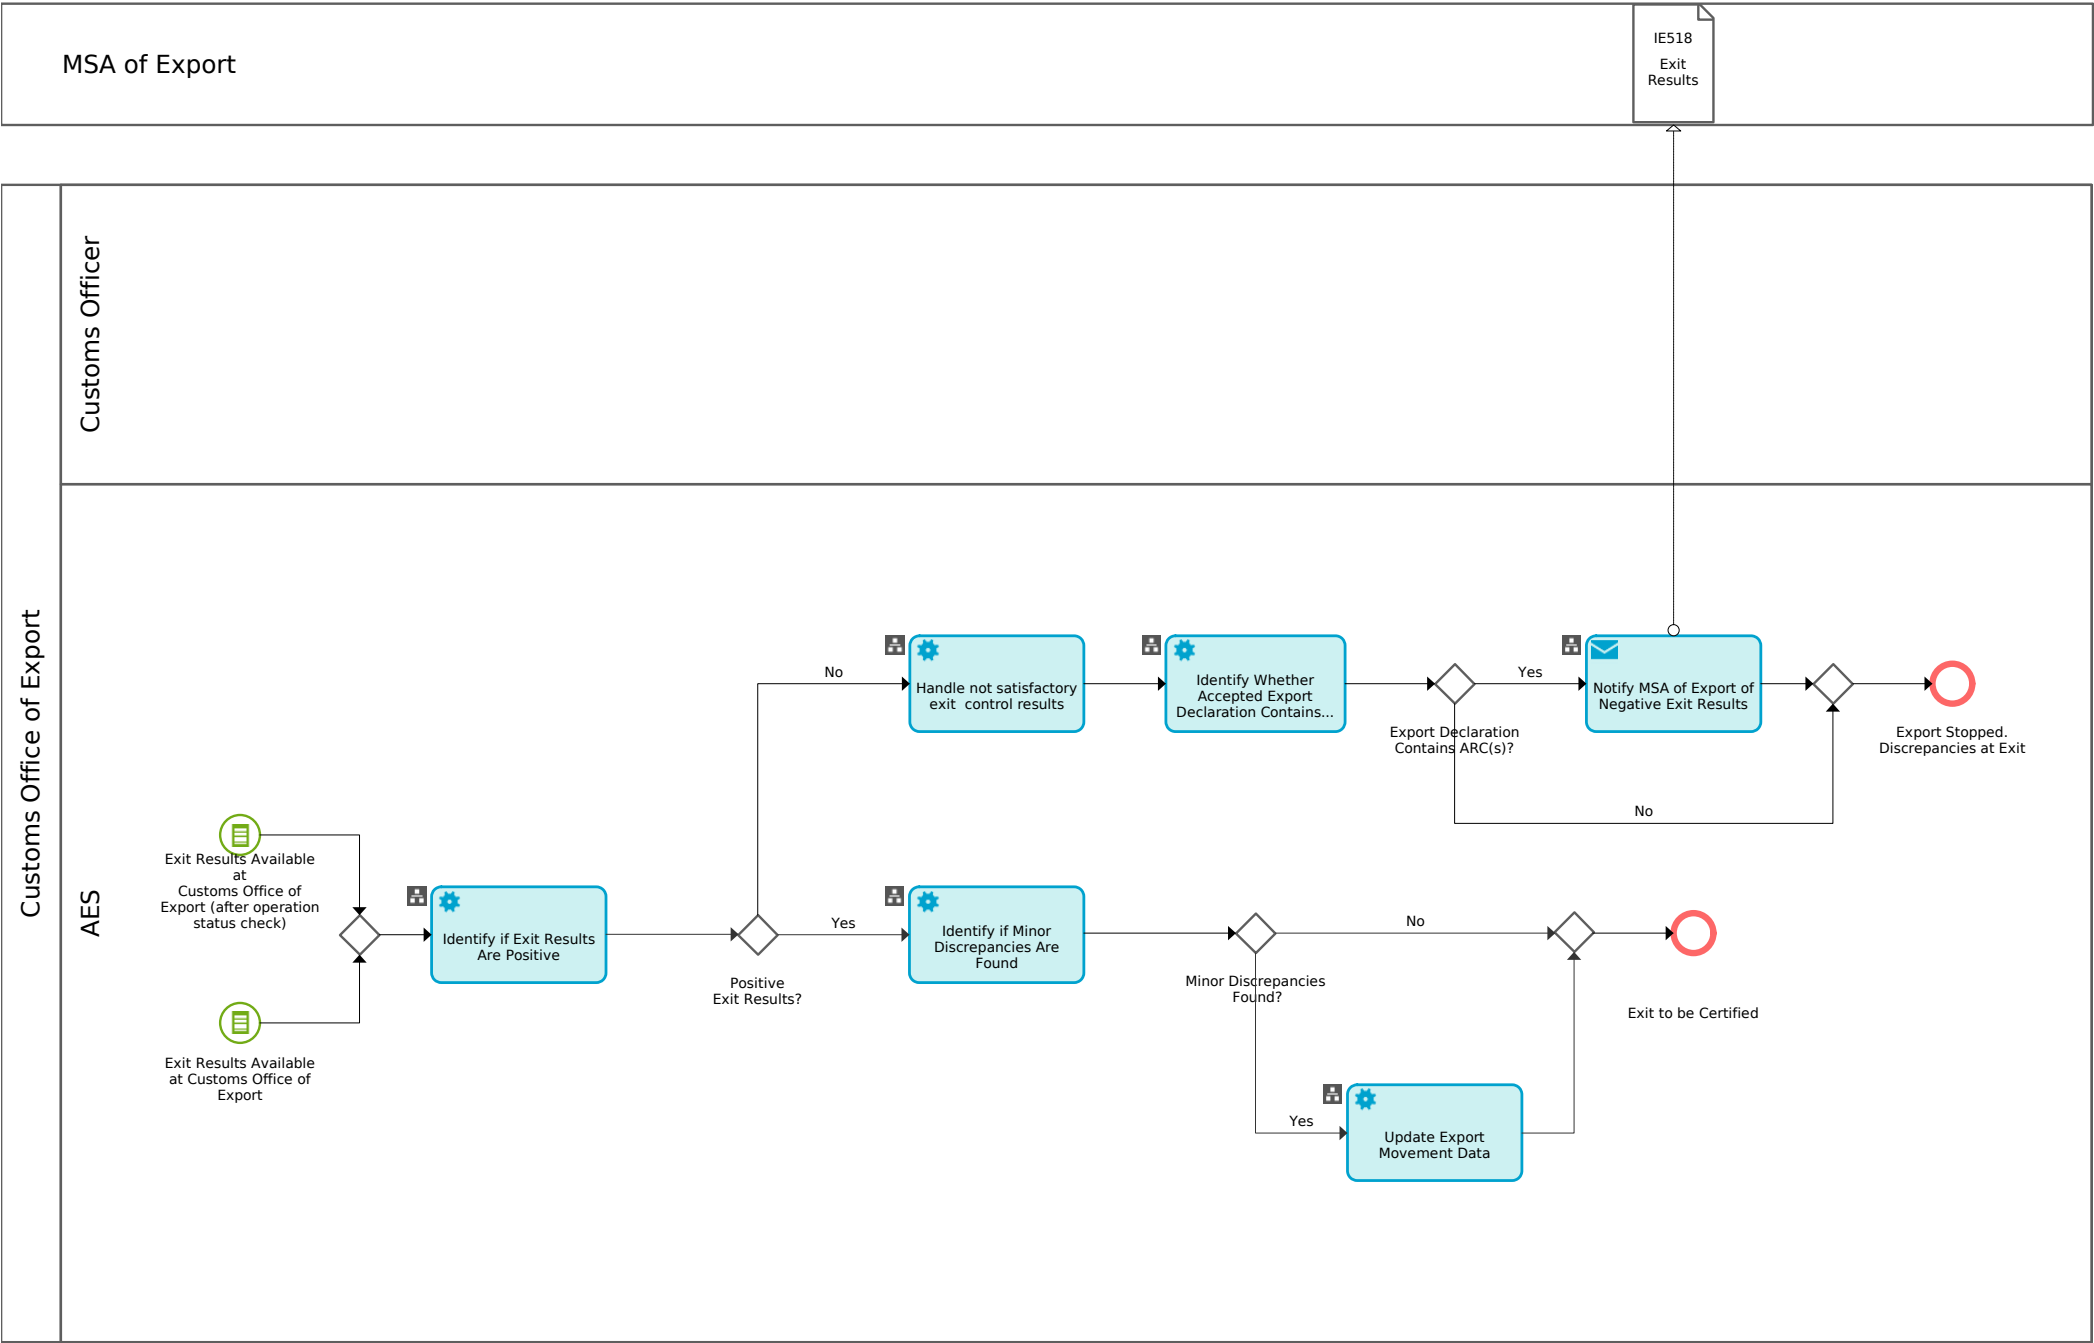 MSA of Export
IE518
Exit
Results
Customs Office of Export
Customs Officer
AES
No
Handle not satisfactory
exit  control results
Identify Whether
Accepted Export
Declaration Contains...
Export Declaration
Contains ARC(s)?
Yes
Notify MSA of Export of
Negative Exit Results
Export Stopped.
Discrepancies at Exit
No
Exit Results Available
at
Customs Office of
Export (after operation
status check)
Identify if Exit Results
Are Positive
Positive
Exit Results?
Yes
Identify if Minor
Discrepancies Are
Found
Minor Discrepancies
Found?
No
Exit to be Certified
Exit Results Available
at Customs Office of
Export
Yes
Update Export
Movement Data